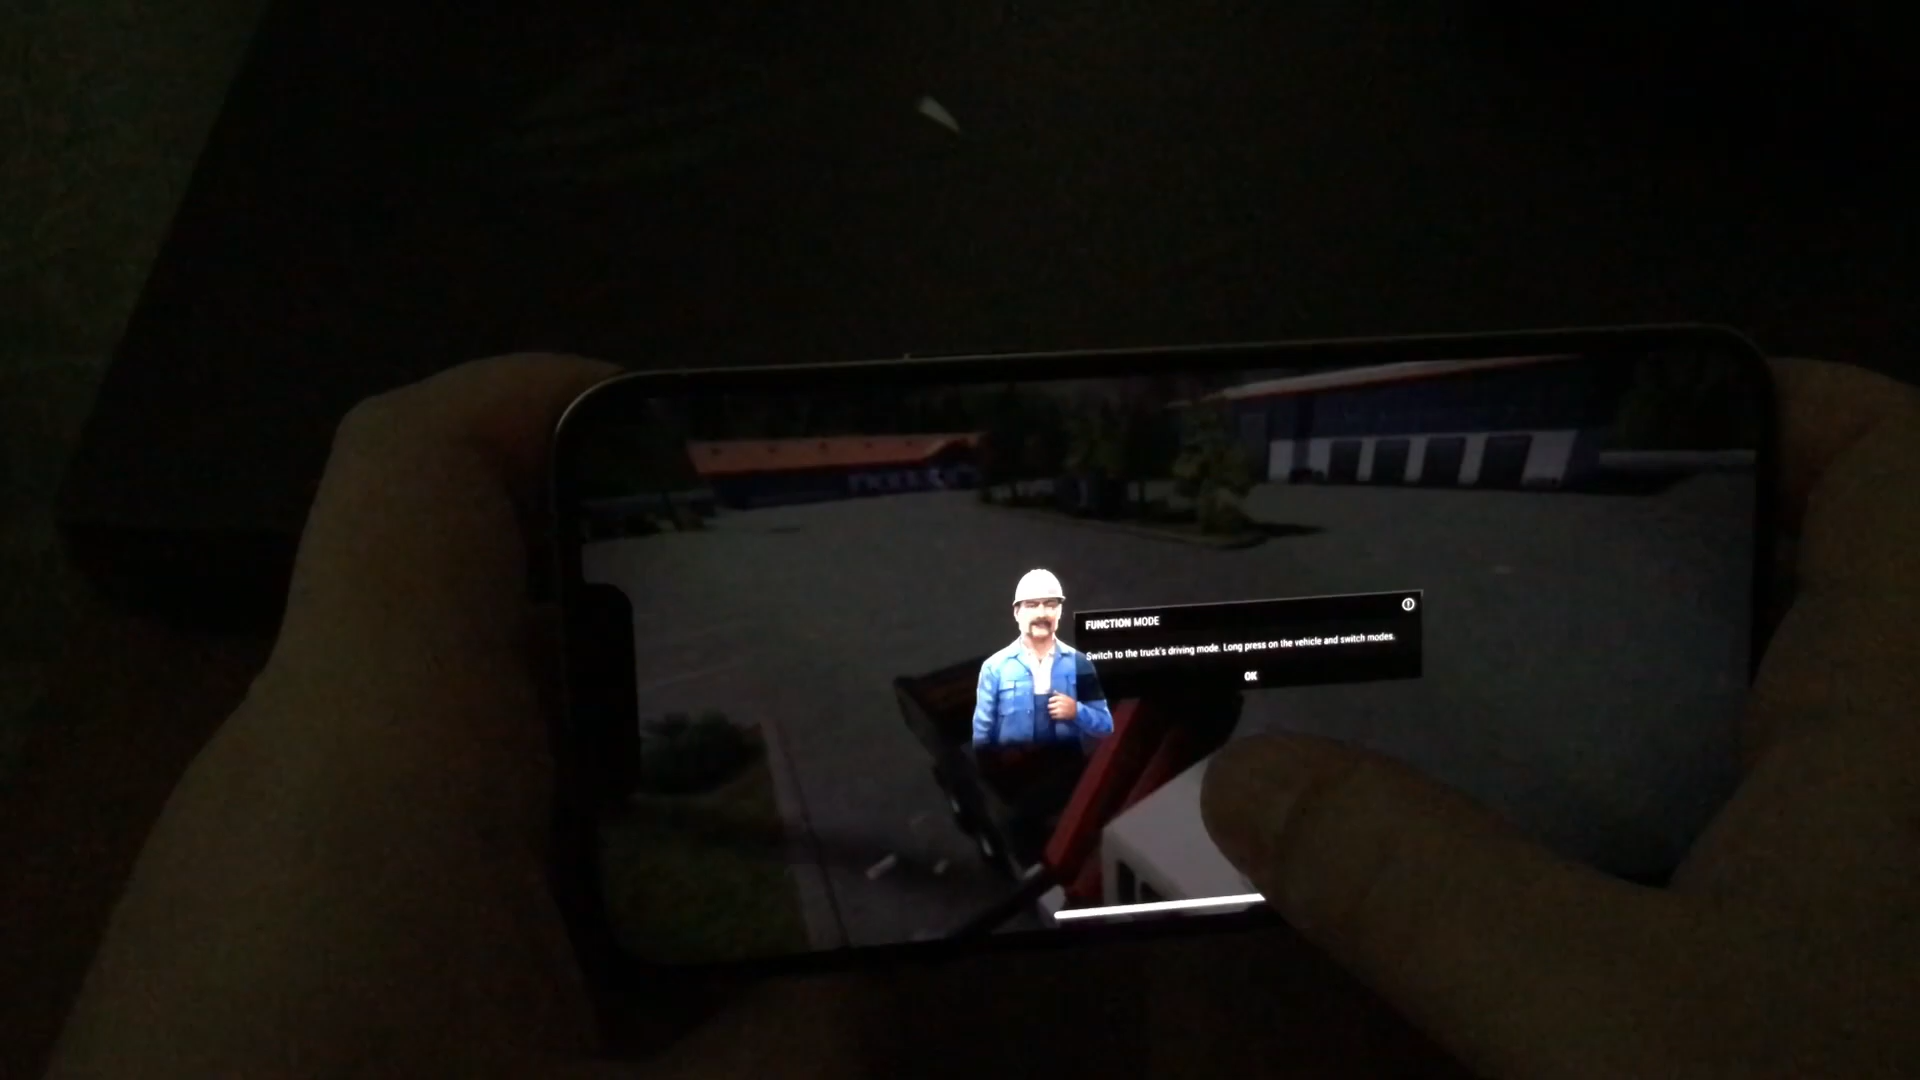 FUNCTION MODE
Switch to the truck's driving mode. Long press on the vehicle and switch modes.
OK